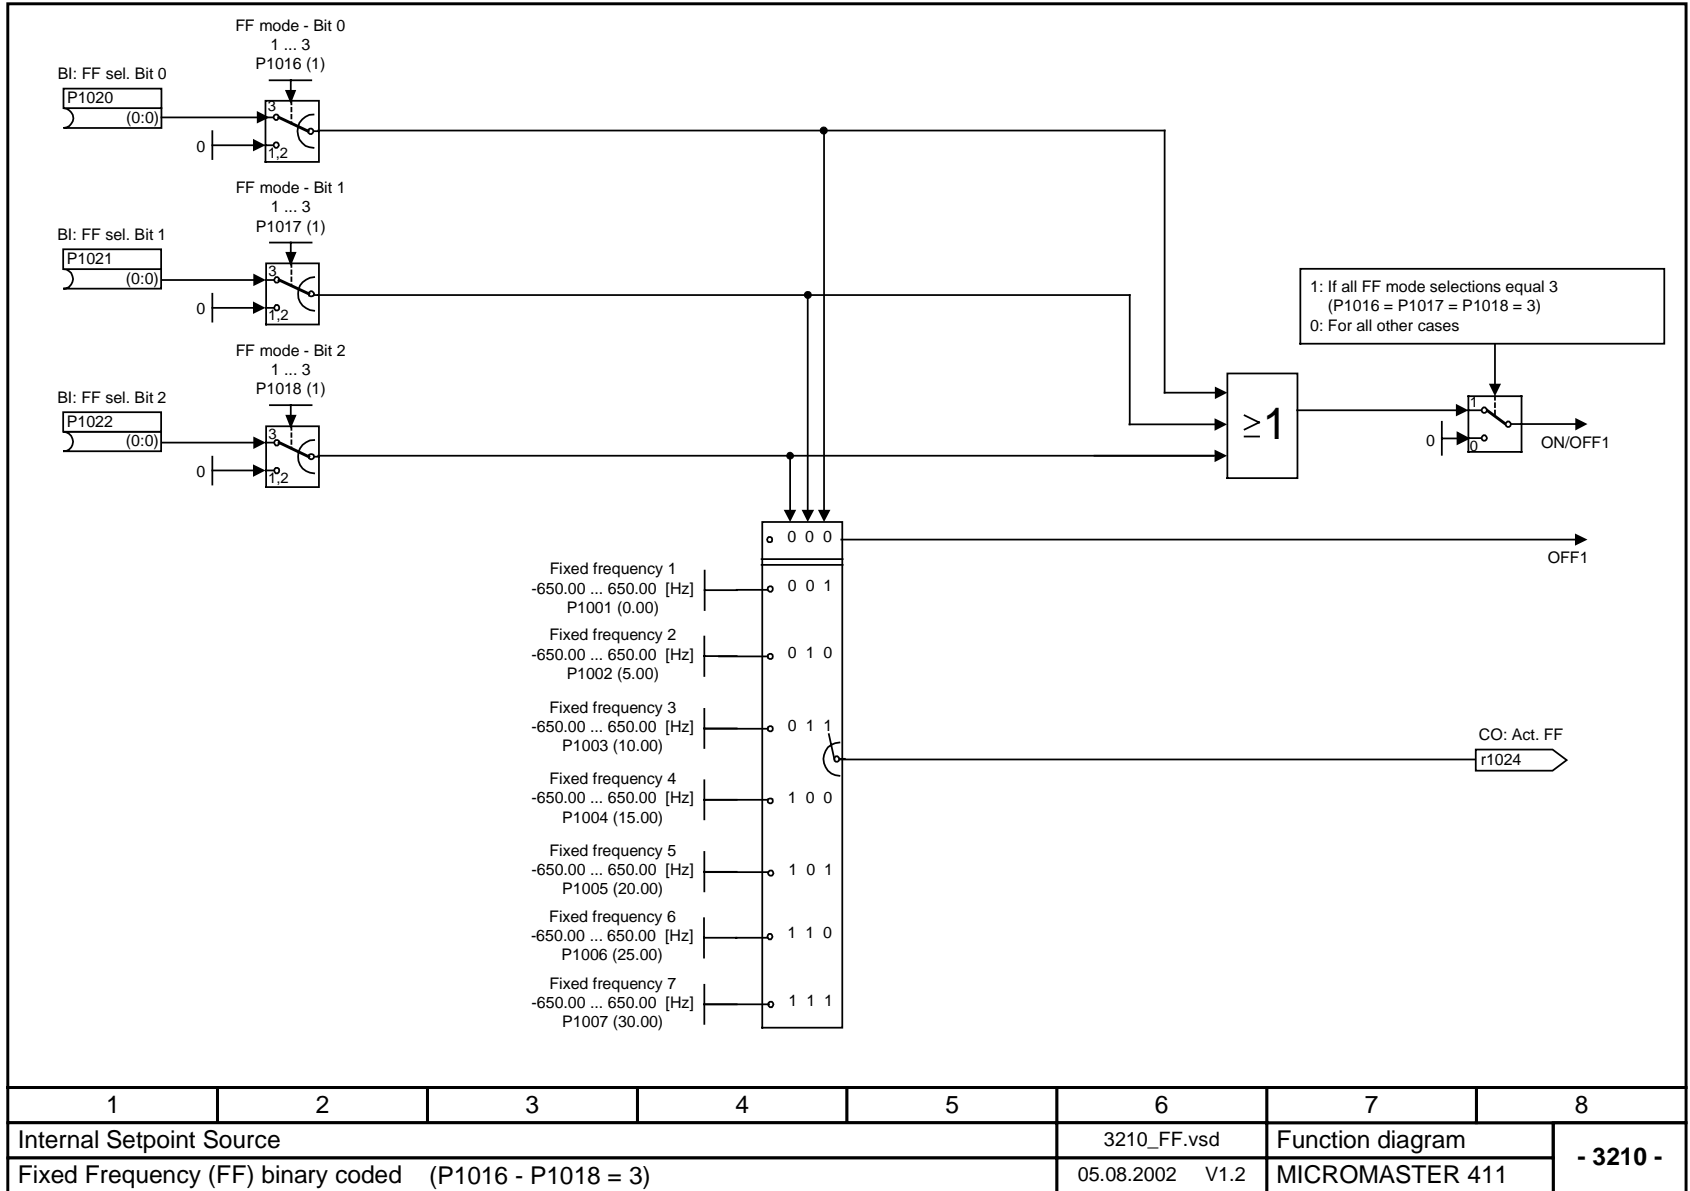 FF mode - Bit 0
1 ... 3
P1016 (1)
BI: FF sel. Bit 0
P1020
(0:0)
3
0
1,2
FF mode - Bit 1
1 ... 3
P1017 (1)
BI: FF sel. Bit 1
P1021
(0:0)
3
0
1,2
FF mode - Bit 2
1 ... 3
P1018 (1)
BI: FF sel. Bit 2
P1022
(0:0)
3
0
1,2
1: If all FF mode selections equal 3
(P1016 = P1017 = P1018 = 3)
0: For all other cases
≥1
1
0
0
ON/OFF1
0 0 0
OFF1
Fixed frequency 1
-650.00 ... 650.00 [Hz]
P1001 (0.00)
0 0 1
Fixed frequency 2
-650.00 ... 650.00 [Hz]
P1002 (5.00)
0 1 0
Fixed frequency 3
-650.00 ... 650.00 [Hz]
P1003 (10.00)
0 1 1
CO: Act. FF
r1024
Fixed frequency 4
-650.00 ... 650.00 [Hz]
P1004 (15.00)
1 0 0
Fixed frequency 5
-650.00 ... 650.00 [Hz]
P1005 (20.00)
1 0 1
Fixed frequency 6
-650.00 ... 650.00 [Hz]
P1006 (25.00)
1 1 0
Fixed frequency 7
-650.00 ... 650.00 [Hz]
P1007 (30.00)
1 1 1
1 2 3 4 5 6 7 8
Internal Setpoint Source 3210_FF.vsd Function diagram
- 3210 -
Fixed Frequency (FF) binary coded (P1016 - P1018 = 3) 05.08.2002 V1.2 MICROMASTER 411